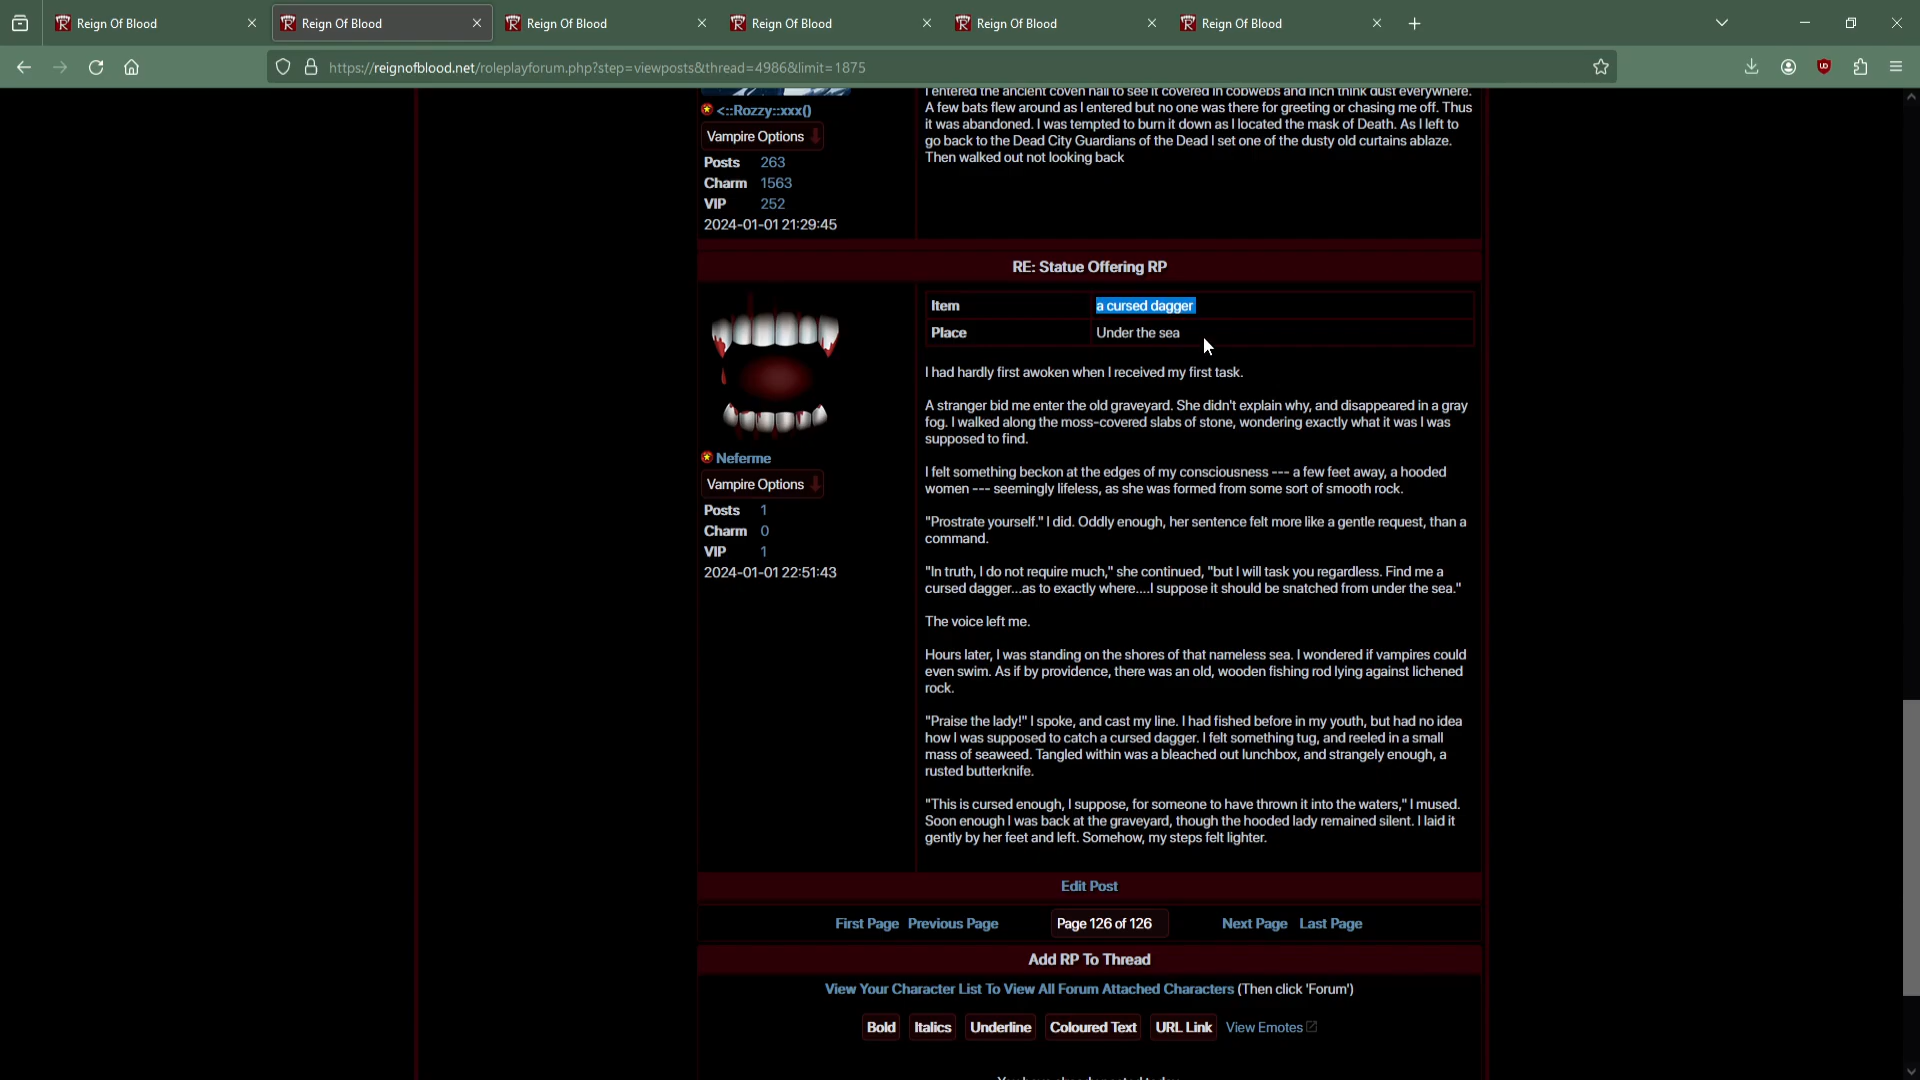 Reign Of Blood
Reign Of Blood
Reign Of Blood
Reign Of Blood
Reign Of Blood
Reign Of Blood
https://reignofblood.net/roleplayforum.php?step=viewposts&thread=4986&limit=1875
I entered the ancient coven hall to see it covered in cobwebs and inch think dust everywhere.
A few bats flew around as I entered but no one was there for greeting or chasing me off. Thus
it was abandoned. I was tempted to burn it down as I located the mask of Death. As I left to
go back to the Dead City Guardians of the Dead I set one of the dusty old curtains ablaze.
Then walked out not looking back
<::Rozzy::xxx()
Vampire Options
Posts 263
Charm 1563
VIP 252
2024-01-01 21:29:45
RE: Statue Offering RP
Item a cursed dagger
Place Under the sea
Neferme
Vampire Options
Posts 1
Charm 0
VIP 1
2024-01-01 22:51:43
I had hardly first awoken when I received my first task.
A stranger bid me enter the old graveyard. She didn't explain why, and disappeared in a gray
fog. I walked along the moss-covered slabs of stone, wondering exactly what it was I was
supposed to find.
I felt something beckon at the edges of my consciousness --- a few feet away, a hooded
women --- seemingly lifeless, as she was formed from some sort of smooth rock.
"Prostrate yourself." I did. Oddly enough, her sentence felt more like a gentle request, than a
command.
"In truth, I do not require much," she continued, "but I will task you regardless. Find me a
cursed dagger...as to exactly where....I suppose it should be snatched from under the sea."
The voice left me.
Hours later, I was standing on the shores of that nameless sea. I wondered if vampires could
even swim. As if by providence, there was an old, wooden fishing rod lying against lichened
rock.
"Praise the lady!" I spoke, and cast my line. I had fished before in my youth, but had no idea
how I was supposed to catch a cursed dagger. I felt something tug, and reeled in a small
mass of seaweed. Tangled within was a bleached out lunchbox, and strangely enough, a
rusted butterknife.
"This is cursed enough, I suppose, for someone to have thrown it into the waters," I mused.
Soon enough I was back at the graveyard, though the hooded lady remained silent. I laid it
gently by her feet and left. Somehow, my steps felt lighter.
Edit Post
First Page Previous Page Page 126 of 126 Next Page Last Page
Add RP To Thread
View Your Character List To View All Forum Attached Characters (Then click 'Forum')
Bold Italics Underline Coloured Text URL Link View Emotes